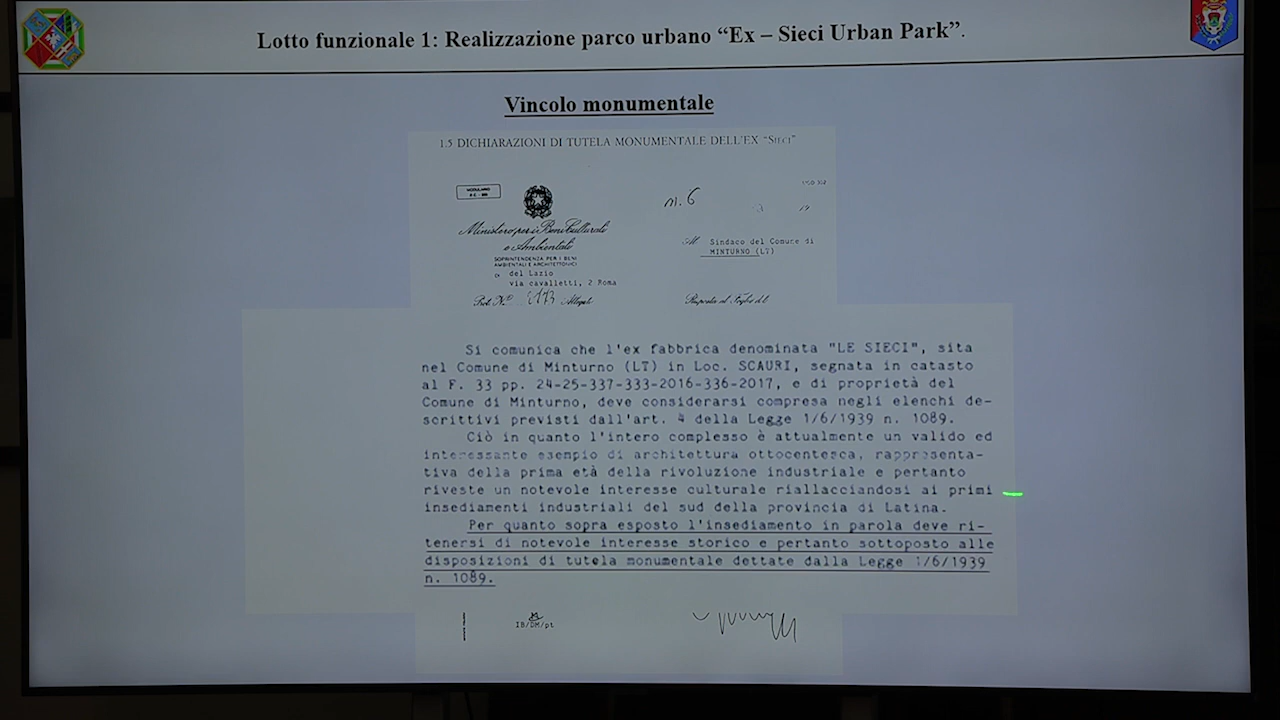 Lotto funzionale 1: Realizzazione parco urbano “Ex – Sieci Urban Park”.
Vincolo monumentale
1.5 DICHIARAZIONI DI TUTELA MONUMENTALE DELL'EX “SIECI”
MODULARIO
n. 6
Ministero per i Beni Culturali
e Ambientali
Al Sindaco del Comune di
MINTURNO (LT)
SOPRINTENDENZA PER I BENI
AMBIENTALI E ARCHITETTONICI
del Lazio
via cavalletti, 2 Roma
Prot. N.º Allegati
Risposta al Foglio del
Si comunica che l'ex fabbrica denominata "LE SIECI", sita
nel Comune di Minturno (LT) in Loc. SCAURI, segnata in catasto
al F. 33 pp. 24-25-337-333-2016-336-2017, e di proprietà del
Comune di Minturno, deve considerarsi compresa negli elenchi de-
scrittivi previsti dall'art. 4 della Legge 1/6/1939 n. 1089.
Ciò in quanto l'intero complesso è attualmente un valido ed
interessante esempio di architettura ottocentesca, rappresenta-
tiva della prima età della rivoluzione industriale e pertanto
riveste un notevole interesse culturale riallacciandosi ai primi
insediamenti industriali del sud della provincia di Latina.
Per quanto sopra esposto l'insediamento in parola deve ri-
tenersi di notevole interesse storico e pertanto sottoposto alle
disposizioni di tutela monumentale dettate dalla Legge 1/6/1939
n. 1089.
IB/DM/pt